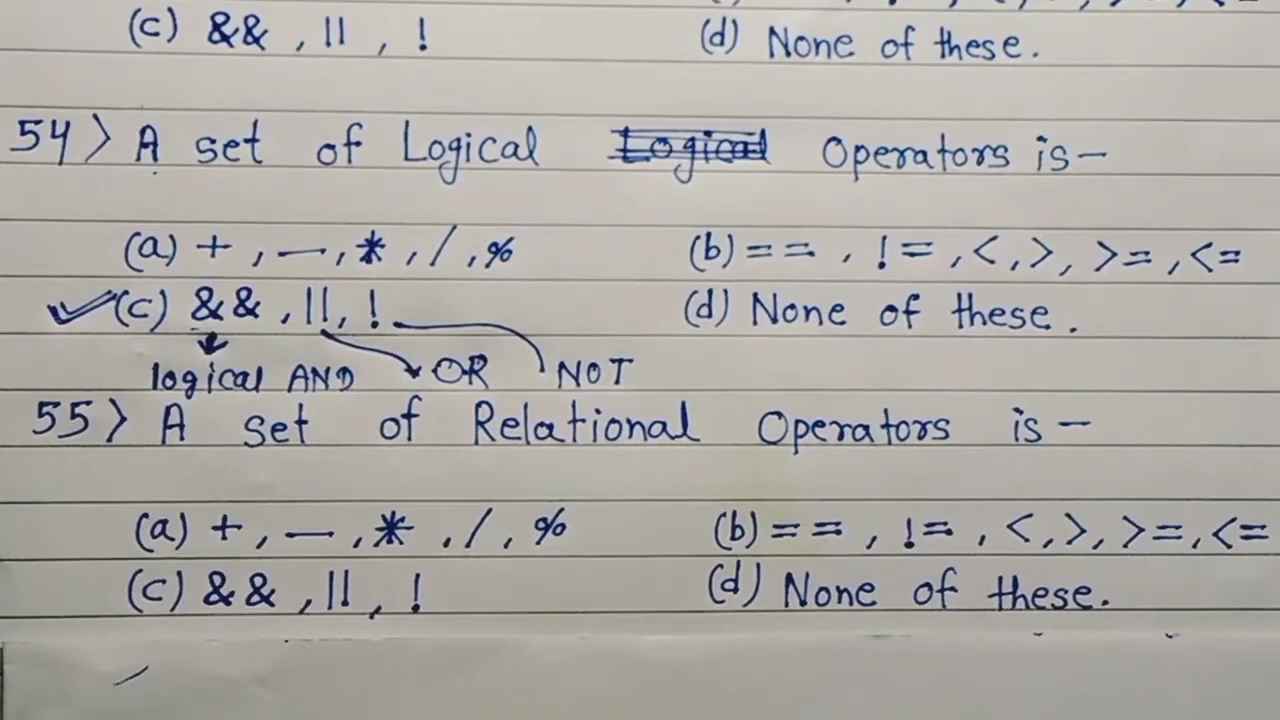 (c) && , || , ! (d) None of these.
54> A set of Logical Operators is-
(a) + , - , * , / , % (b) == , != , < , > , >= , <=
(c) && , || , ! (d) None of these .
logical AND OR NOT
55> A set of Relational Operators is -
(a) + , - , * , / , % (b) == , != , < , > , >= , <=
(c) && , || , ! (d) None of these.